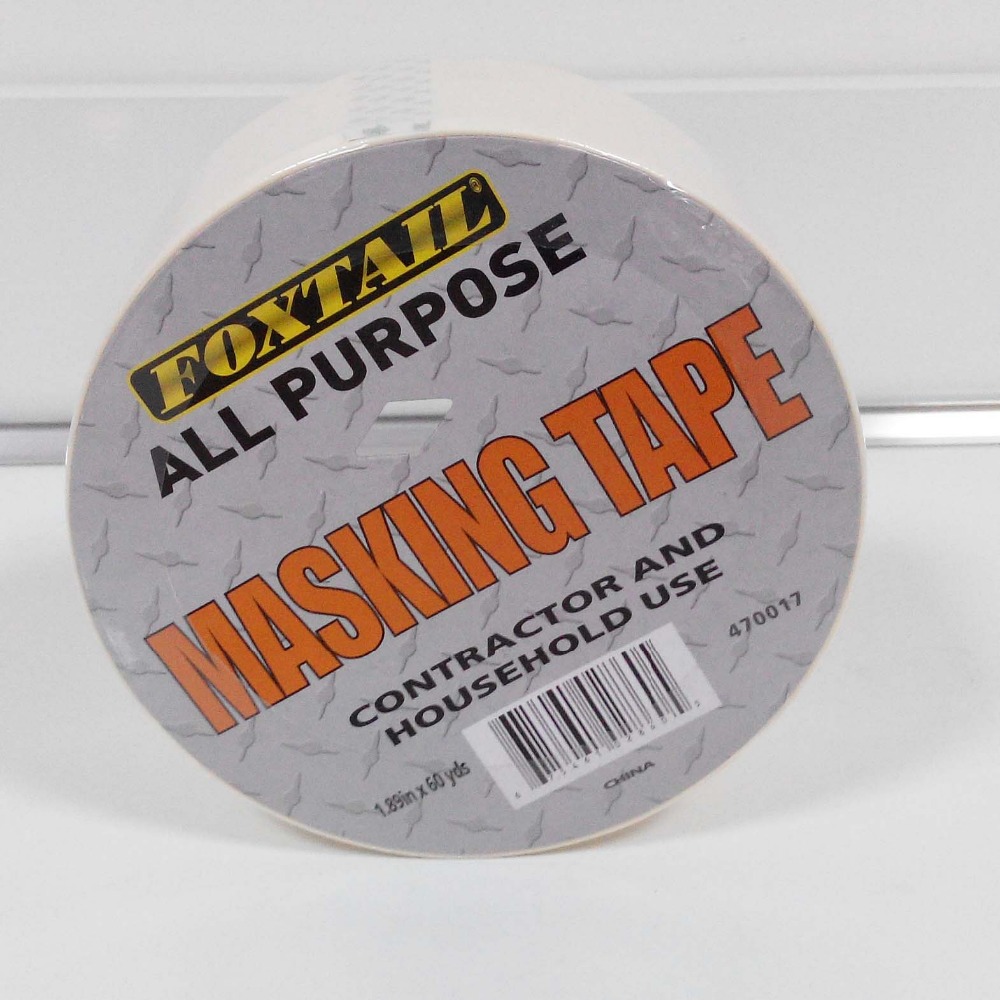 FOXTAIL®
ALL PURPOSE
MASKING TAPE
CONTRACTOR AND
HOUSEHOLD USE
470017
1.89in x 60 yds
CHINA